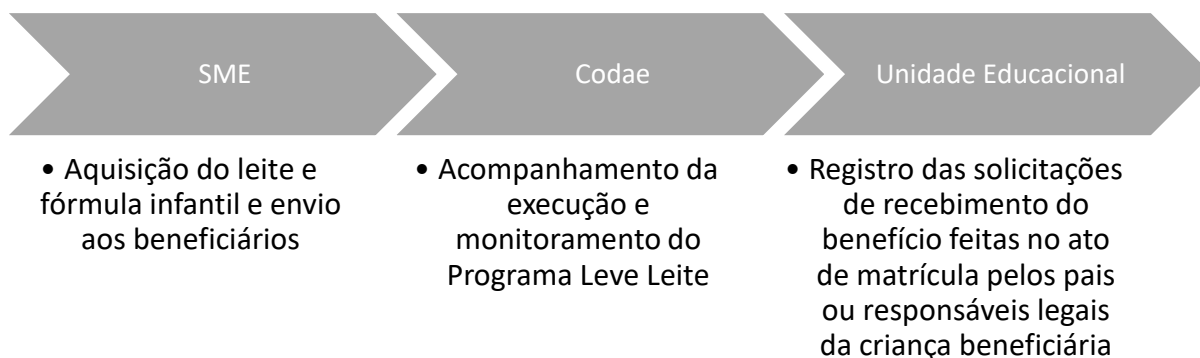 SME
• Aquisição do leite e
fórmula infantil e envio
aos beneficiários
Codae
• Acompanhamento da
execução e
monitoramento do
Programa Leve Leite
Unidade Educacional
• Registro das solicitações
de recebimento do
benefício feitas no ato
de matrícula pelos pais
ou responsáveis legais
da criança beneficiária